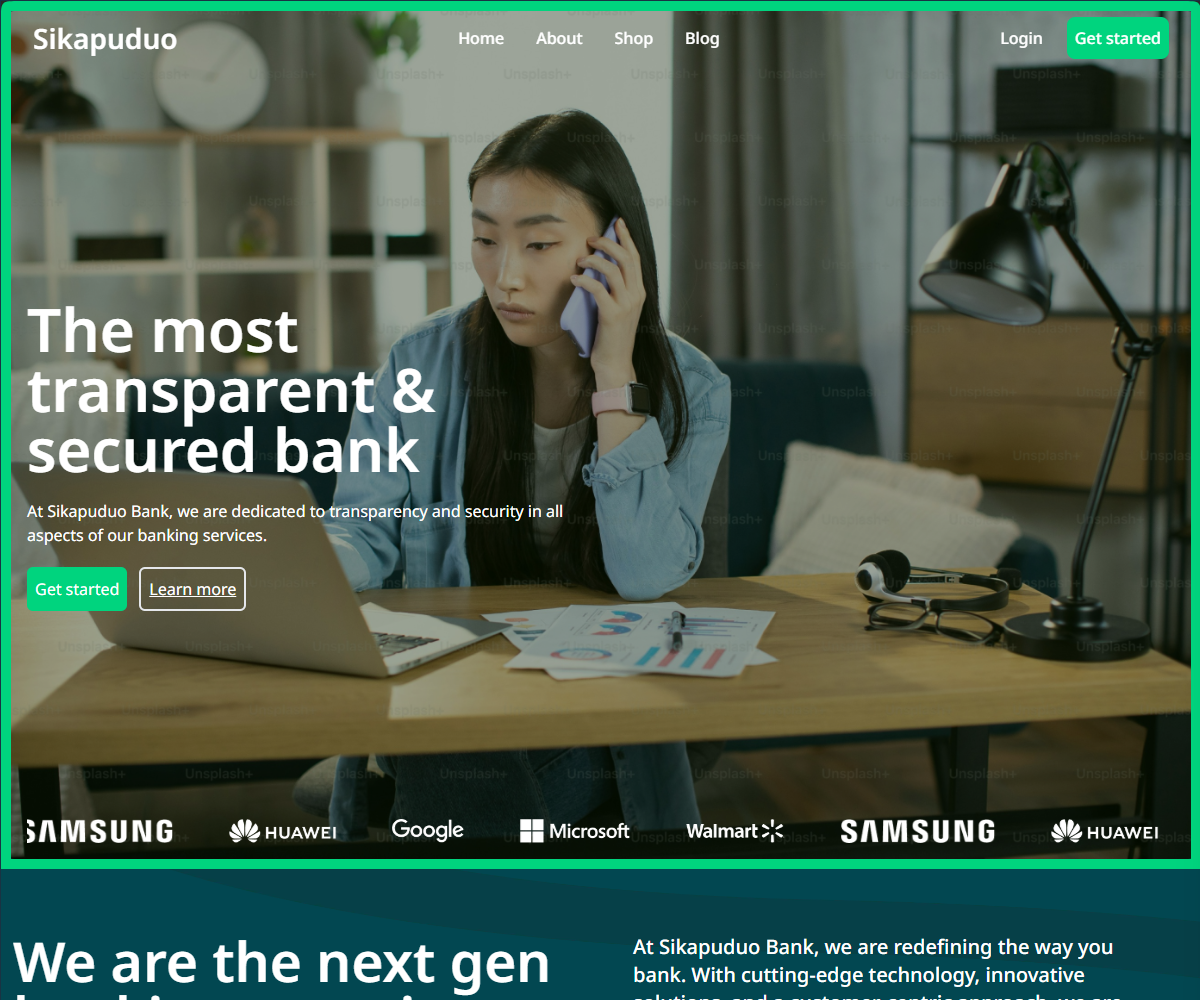 Sikapuduo
Home About Shop Blog
Login Get started
The most
transparent &
secured bank
At Sikapuduo Bank, we are dedicated to transparency and security in all
aspects of our banking services.
Get started Learn more
SAMSUNG HUAWEI Google Microsoft Walmart SAMSUNG HUAWEI
We are the next gen
At Sikapuduo Bank, we are redefining the way you
bank. With cutting-edge technology, innovative